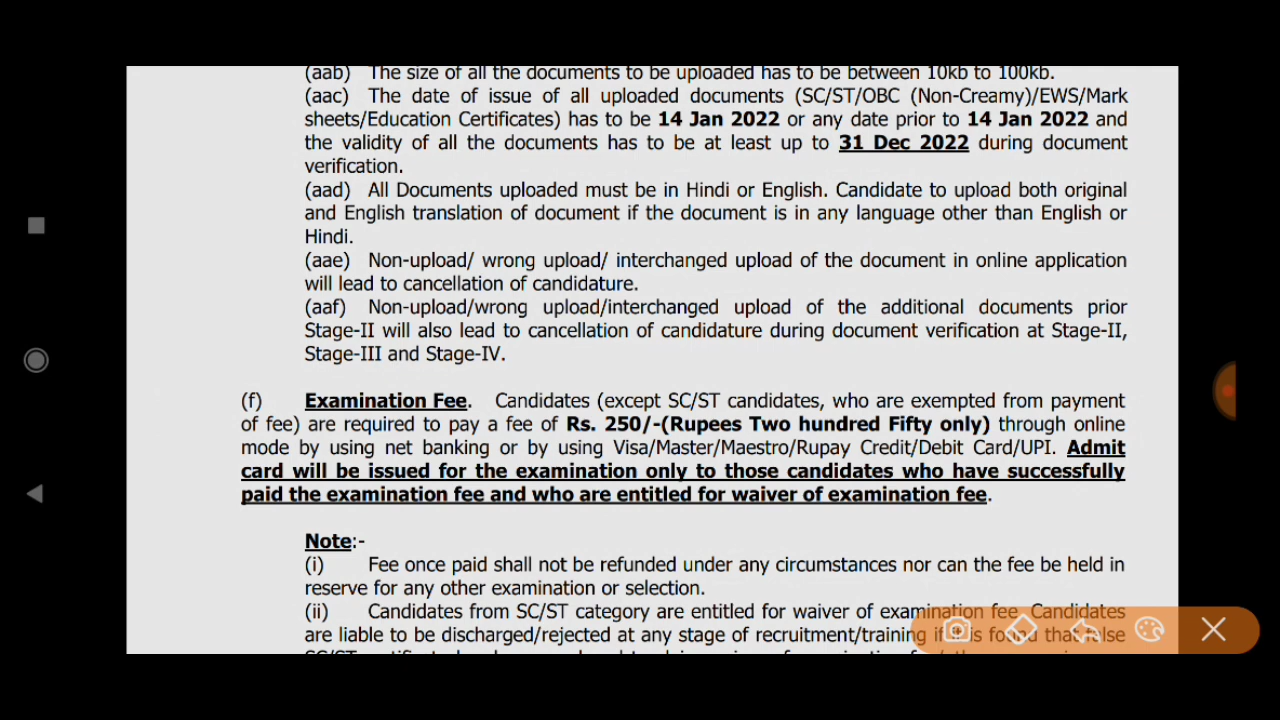 (aab) The size of all the documents to be uploaded has to be between 10kb to 100kb.
(aac) The date of issue of all uploaded documents (SC/ST/OBC (Non-Creamy)/EWS/Mark
sheets/Education Certificates) has to be 14 Jan 2022 or any date prior to 14 Jan 2022 and
the validity of all the documents has to be at least up to 31 Dec 2022 during document
verification.
(aad) All Documents uploaded must be in Hindi or English. Candidate to upload both original
and English translation of document if the document is in any language other than English or
Hindi.
(aae) Non-upload/ wrong upload/ interchanged upload of the document in online application
will lead to cancellation of candidature.
(aaf) Non-upload/wrong upload/interchanged upload of the additional documents prior
Stage-II will also lead to cancellation of candidature during document verification at Stage-II,
Stage-III and Stage-IV.
(f) Examination Fee. Candidates (except SC/ST candidates, who are exempted from payment
of fee) are required to pay a fee of Rs. 250/-(Rupees Two hundred Fifty only) through online
mode by using net banking or by using Visa/Master/Maestro/Rupay Credit/Debit Card/UPI. Admit
card will be issued for the examination only to those candidates who have successfully
paid the examination fee and who are entitled for waiver of examination fee.
Note:-
(i) Fee once paid shall not be refunded under any circumstances nor can the fee be held in
reserve for any other examination or selection.
(ii) Candidates from SC/ST category are entitled for waiver of examination fee. Candidates
are liable to be discharged/rejected at any stage of recruitment/training if it is found that false